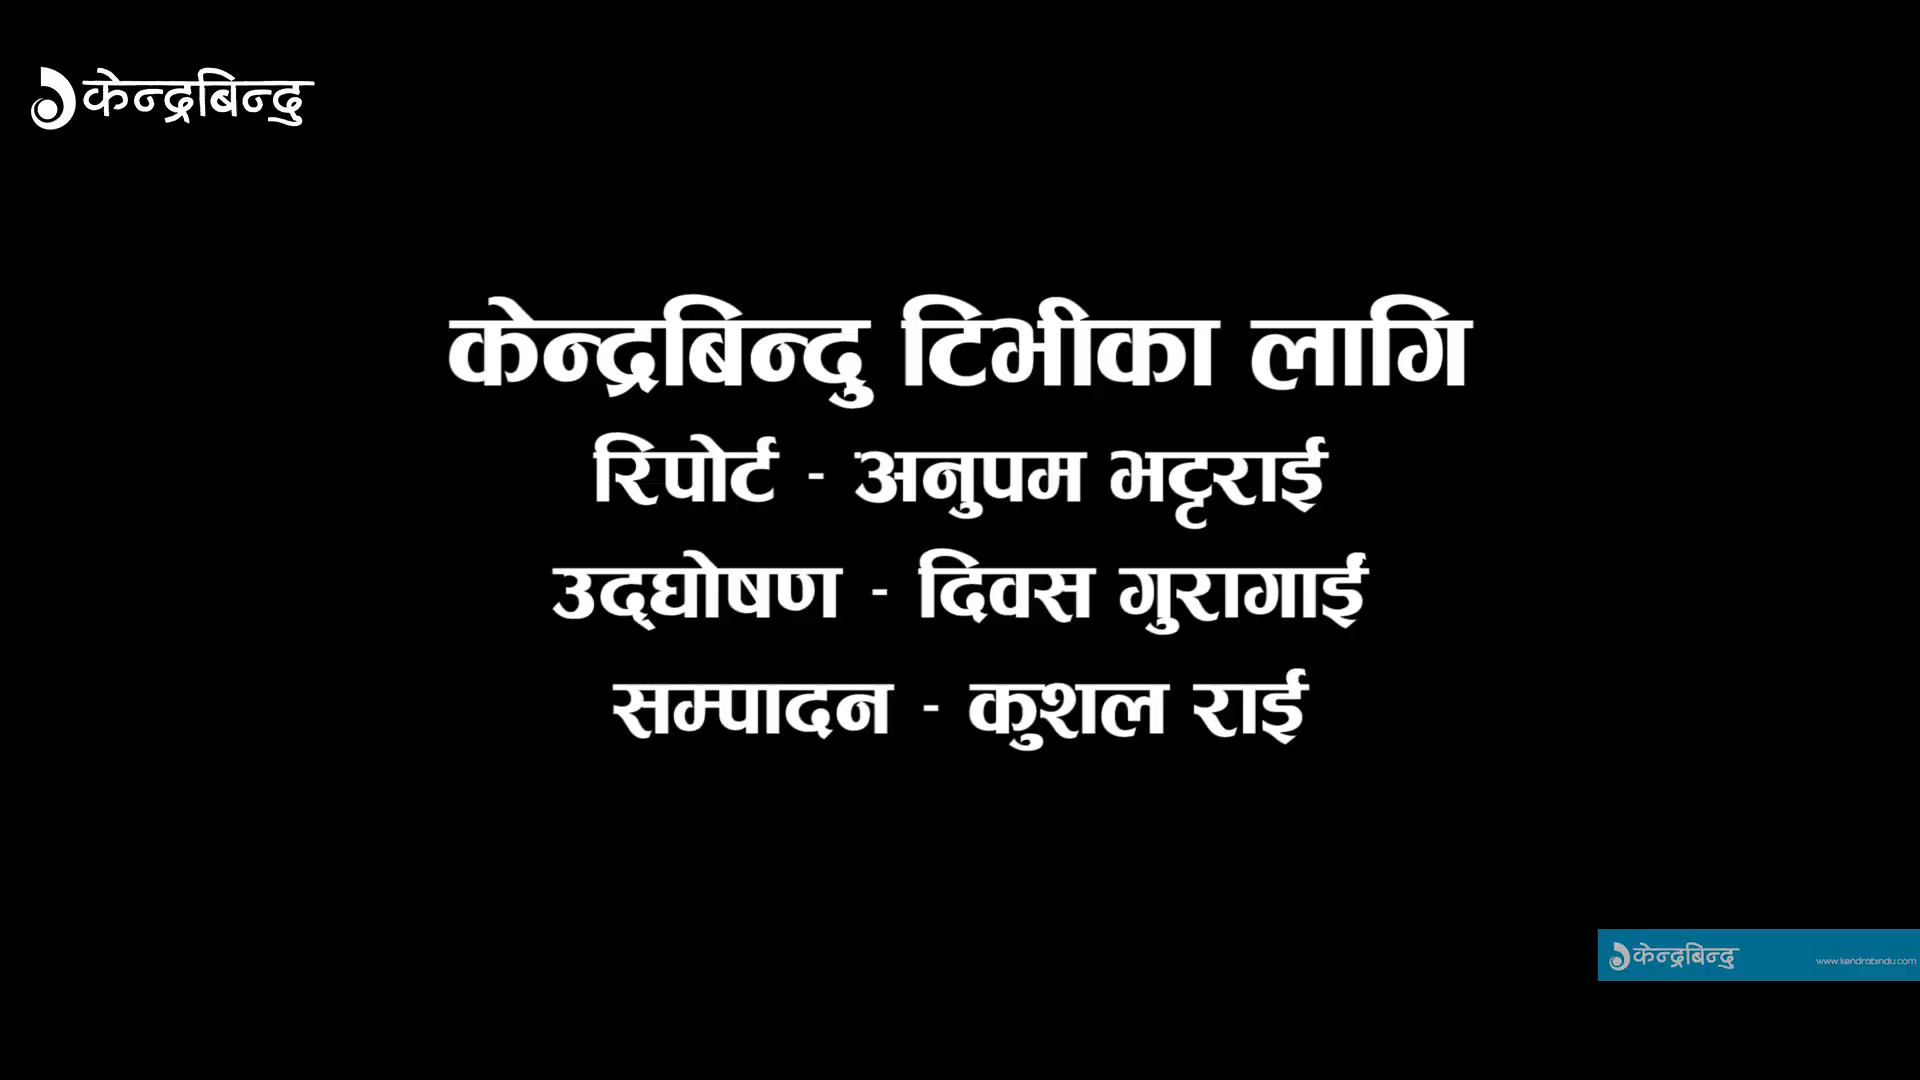 केन्द्रबिन्दु
केन्द्रबिन्दु टिभीका लागि
रिपोर्ट - अनुपम भट्टराई
उद्घोषण - दिवस गुरागाईं
सम्पादन - कुशल राई
केन्द्रबिन्दु
www.kendrabindu.com